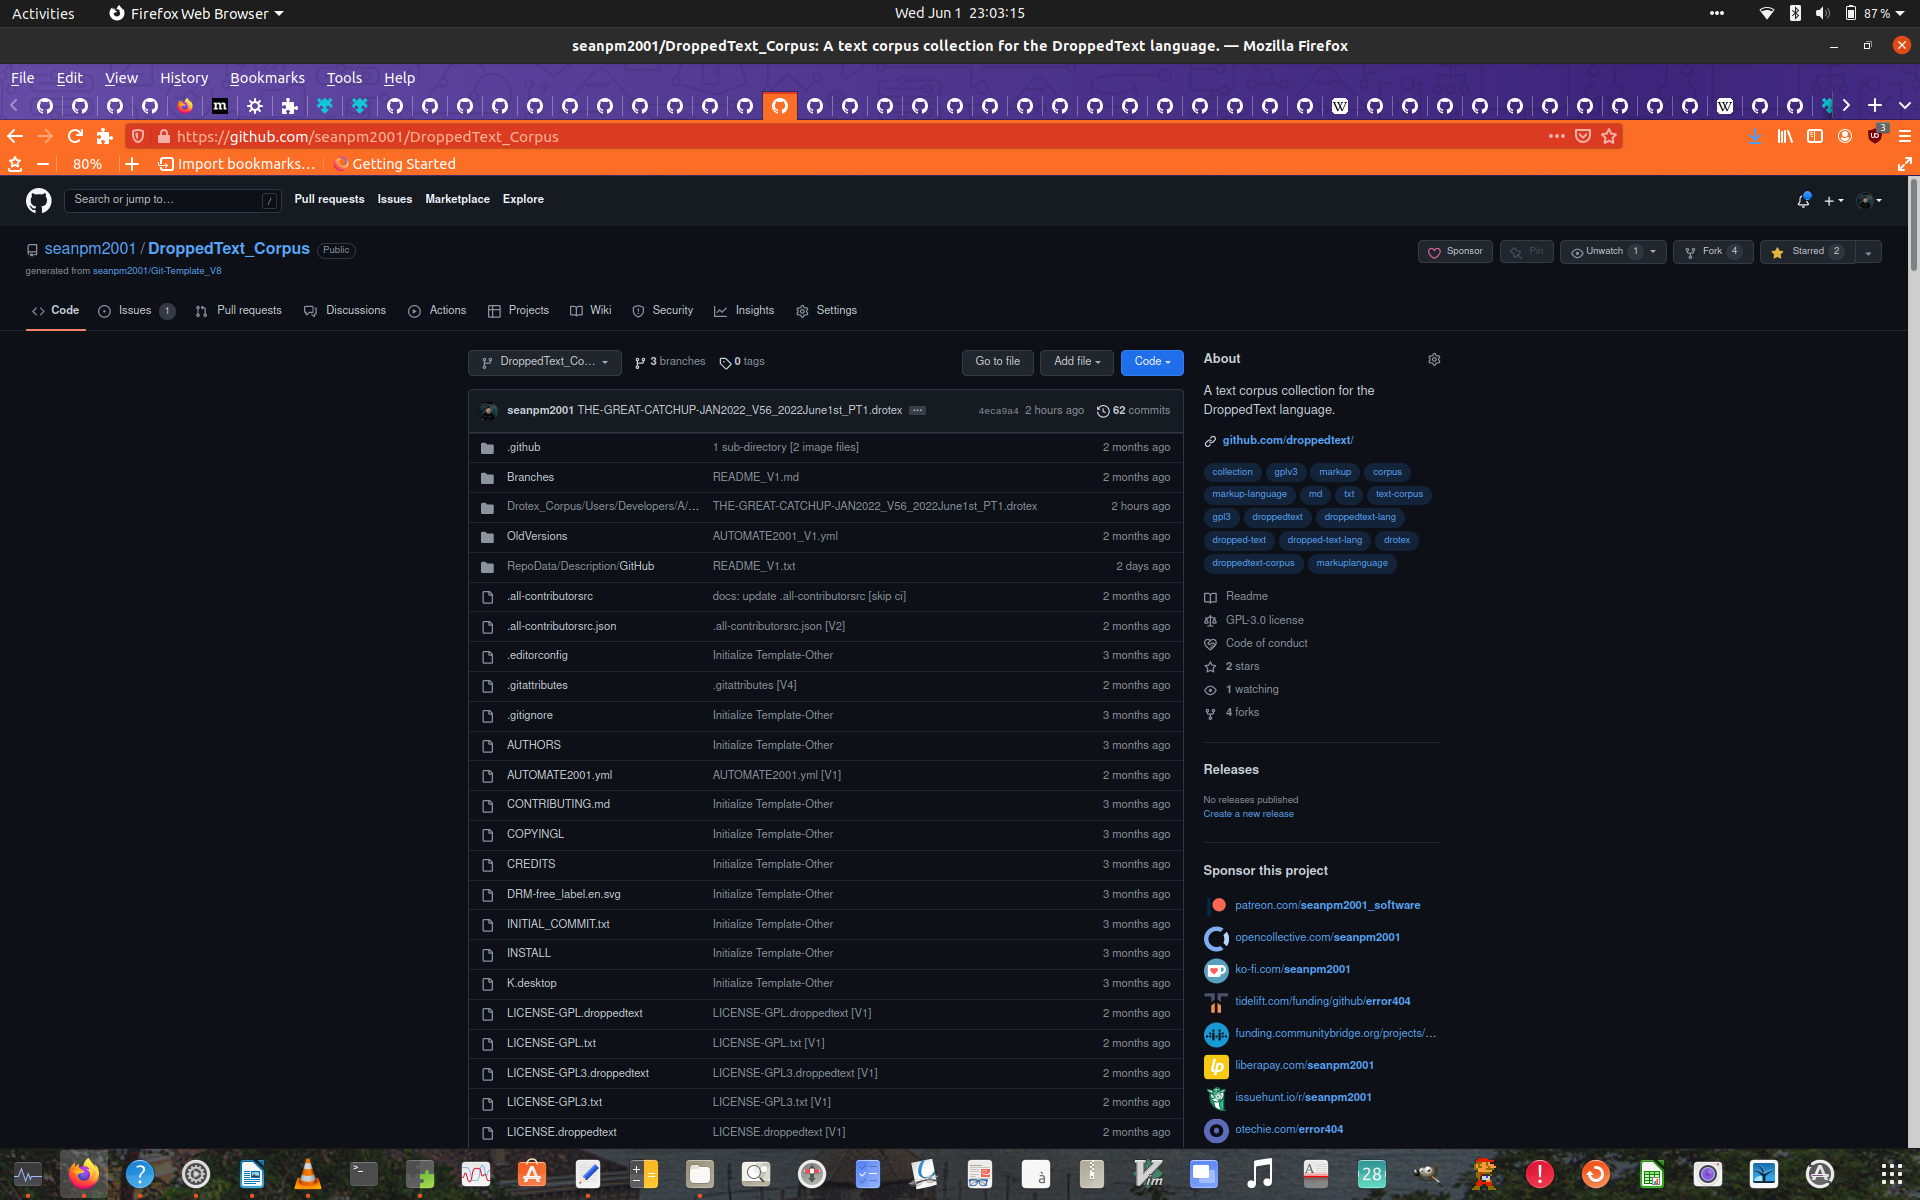 Activities Firefox Web Browser Wed Jun 1 23:03:15 87 %
seanpm2001/DroppedText_Corpus: A text corpus collection for the DroppedText language. — Mozilla Firefox
File Edit View History Bookmarks Tools Help
https://github.com/seanpm2001/DroppedText_Corpus 3
80% Import bookmarks… Getting Started
Search or jump to… / Pull requests Issues Marketplace Explore
seanpm2001 / DroppedText_Corpus Public Sponsor Pin Unwatch 1 Fork 4 Starred 2
generated from seanpm2001/Git-Template_V8
Code Issues 1 Pull requests Discussions Actions Projects Wiki Security Insights Settings
DroppedText_Co… 3 branches 0 tags Go to file Add file Code
seanpm2001 THE-GREAT-CATCHUP-JAN2022_V56_2022June1st_PT1.drotex … 4eca9a4 2 hours ago 62 commits
.github 1 sub-directory [2 image files] 2 months ago
Branches README_V1.md 2 months ago
Drotex_Corpus/Users/Developers/A/… THE-GREAT-CATCHUP-JAN2022_V56_2022June1st_PT1.drotex 2 hours ago
OldVersions AUTOMATE2001_V1.yml 2 months ago
RepoData/Description/GitHub README_V1.txt 2 days ago
.all-contributorsrc docs: update .all-contributorsrc [skip ci] 2 months ago
.all-contributorsrc.json .all-contributorsrc.json [V2] 2 months ago
.editorconfig Initialize Template-Other 3 months ago
.gitattributes .gitattributes [V4] 2 months ago
.gitignore Initialize Template-Other 3 months ago
AUTHORS Initialize Template-Other 3 months ago
AUTOMATE2001.yml AUTOMATE2001.yml [V1] 2 months ago
CONTRIBUTING.md Initialize Template-Other 3 months ago
COPYINGL Initialize Template-Other 3 months ago
CREDITS Initialize Template-Other 3 months ago
DRM-free_label.en.svg Initialize Template-Other 3 months ago
INITIAL_COMMIT.txt Initialize Template-Other 3 months ago
INSTALL Initialize Template-Other 3 months ago
K.desktop Initialize Template-Other 3 months ago
LICENSE-GPL.droppedtext LICENSE-GPL.droppedtext [V1] 2 months ago
LICENSE-GPL.txt LICENSE-GPL.txt [V1] 2 months ago
LICENSE-GPL3.droppedtext LICENSE-GPL3.droppedtext [V1] 2 months ago
LICENSE-GPL3.txt LICENSE-GPL3.txt [V1] 2 months ago
LICENSE.droppedtext LICENSE.droppedtext [V1] 2 months ago
About
A text corpus collection for the
DroppedText language.
github.com/droppedtext/
collection gplv3 markup corpus
markup-language md txt text-corpus
gpl3 droppedtext droppedtext-lang
dropped-text dropped-text-lang drotex
droppedtext-corpus markuplanguage
Readme
GPL-3.0 license
Code of conduct
2 stars
1 watching
4 forks
Releases
No releases published
Create a new release
Sponsor this project
patreon.com/seanpm2001_software
opencollective.com/seanpm2001
ko-fi.com/seanpm2001
tidelift.com/funding/github/error404
funding.communitybridge.org/projects/…
liberapay.com/seanpm2001
issuehunt.io/r/seanpm2001
otechie.com/error404
28